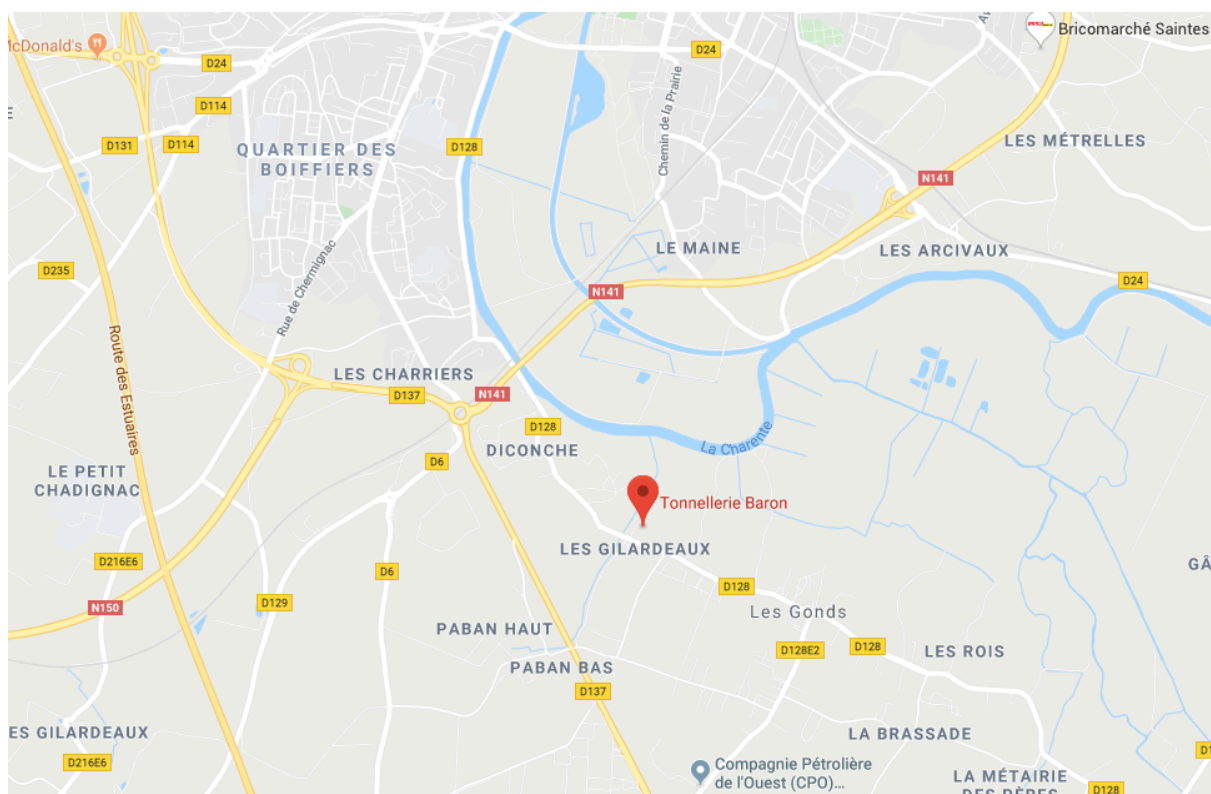 Bricomarché Saintes
McDonald's
D24
D24
D114
D131
D114
D128
QUARTIER DES
BOIFFIERS
Chemin de la Prairie
LES MÉTRELLES
N141
LE MAINE
LES ARCIVAUX
D235
Rue de Chermignac
N141
D24
Route des Estuaires
LES CHARRIERS
D137
N141
D128
La Charente
DICONCHE
D6
LE PETIT
CHADIGNAC
Tonnellerie Baron
LES GILARDEAUX
D216E6
D6
D128
N150
D129
Les Gonds
PABAN HAUT
D128E2
D128
LES ROIS
PABAN BAS
D137
ES GILARDEAUX
LA BRASSADE
D216E6
Compagnie Pétrolière
de l'Ouest (CPO)...
LA MÉTAIRIE
DES PÈRES
D128